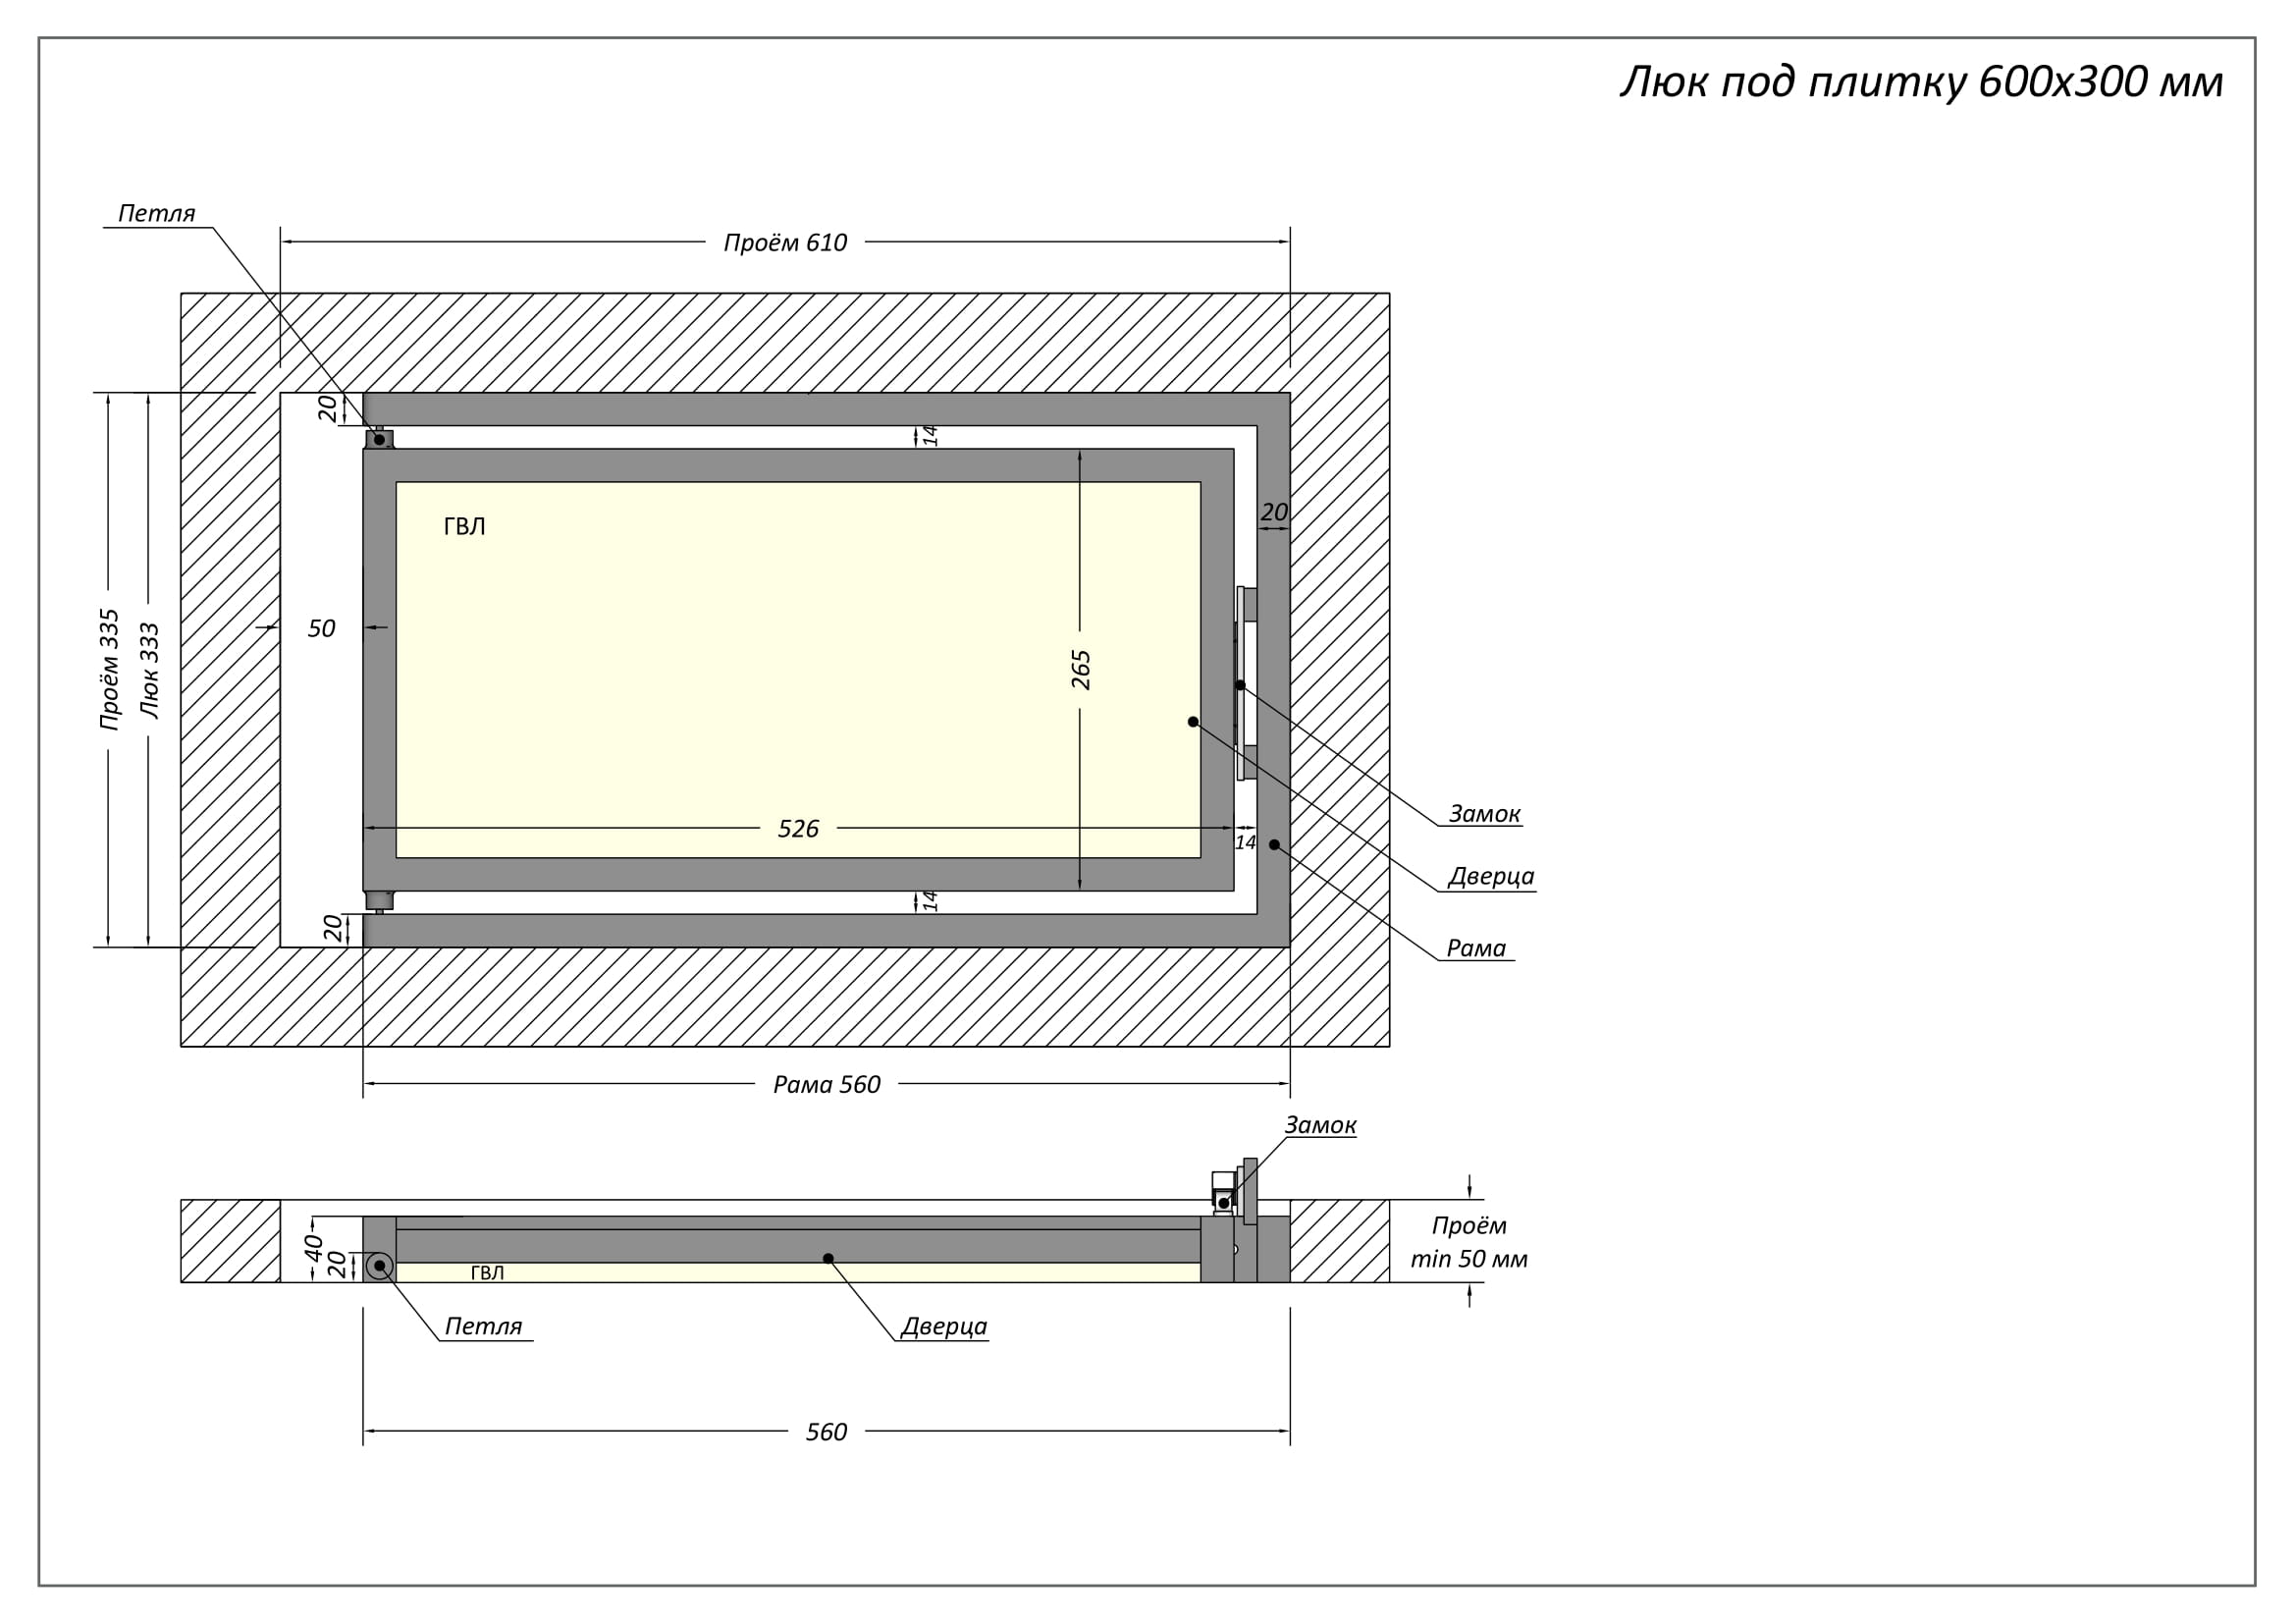 Люк под плитку 600х300 мм
Петля
Проём 610
20
14
ГВЛ
20
Проём 335
Люк 333
50
265
526
14
Замок
Дверца
14
20
Рама
Рама 560
Замок
40
20
ГВЛ
Проём
min 50 мм
Петля
Дверца
560